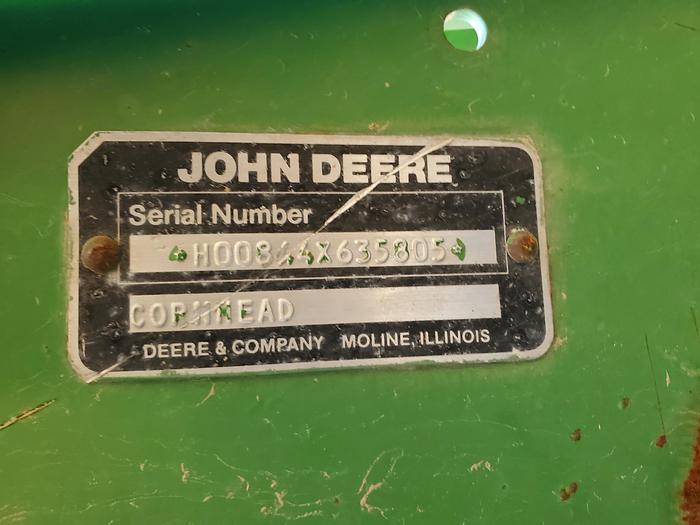 JOHN DEERE
Serial Number
H00844X635805
CORNHEAD
DEERE & COMPANY MOLINE, ILLINOIS